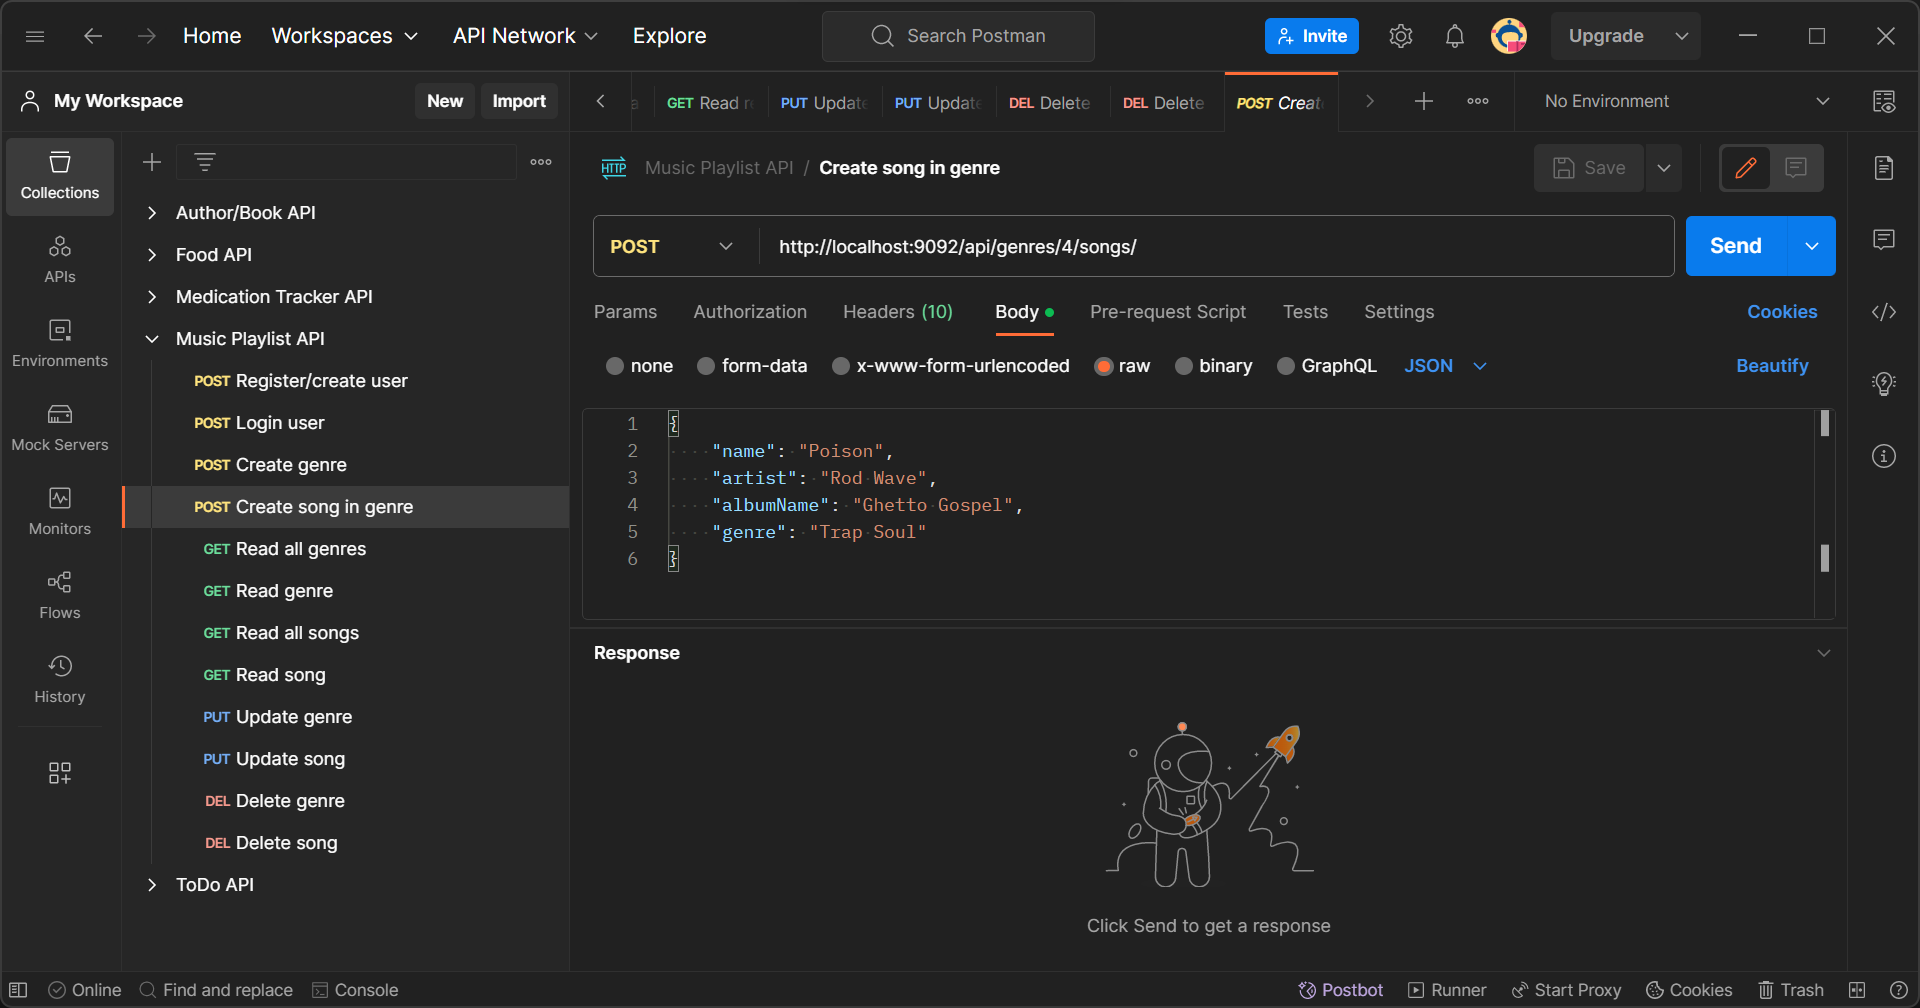 Home Workspaces API Network Explore Search Postman Invite Upgrade
My Workspace New Import
GET Read PUT Update PUT Update DEL Delete DEL Delete POST Creat No Environment
Collections
APIs
Environments
Mock Servers
Monitors
Flows
History
Author/Book API
Food API
Medication Tracker API
Music Playlist API
POST Register/create user
POST Login user
POST Create genre
POST Create song in genre
GET Read all genres
GET Read genre
GET Read all songs
GET Read song
PUT Update genre
PUT Update song
DEL Delete genre
DEL Delete song
ToDo API
HTTP Music Playlist API / Create song in genre Save
POST http://localhost:9092/api/genres/4/songs/ Send
Params Authorization Headers (10) Body Pre-request Script Tests Settings Cookies
none form-data x-www-form-urlencoded raw binary GraphQL JSON Beautify
1 {
2 "name": "Poison",
3 "artist": "Rod Wave",
4 "albumName": "Ghetto Gospel",
5 "genre": "Trap Soul"
6 }
Response
Click Send to get a response
Online Find and replace Console Postbot Runner Start Proxy Cookies Trash